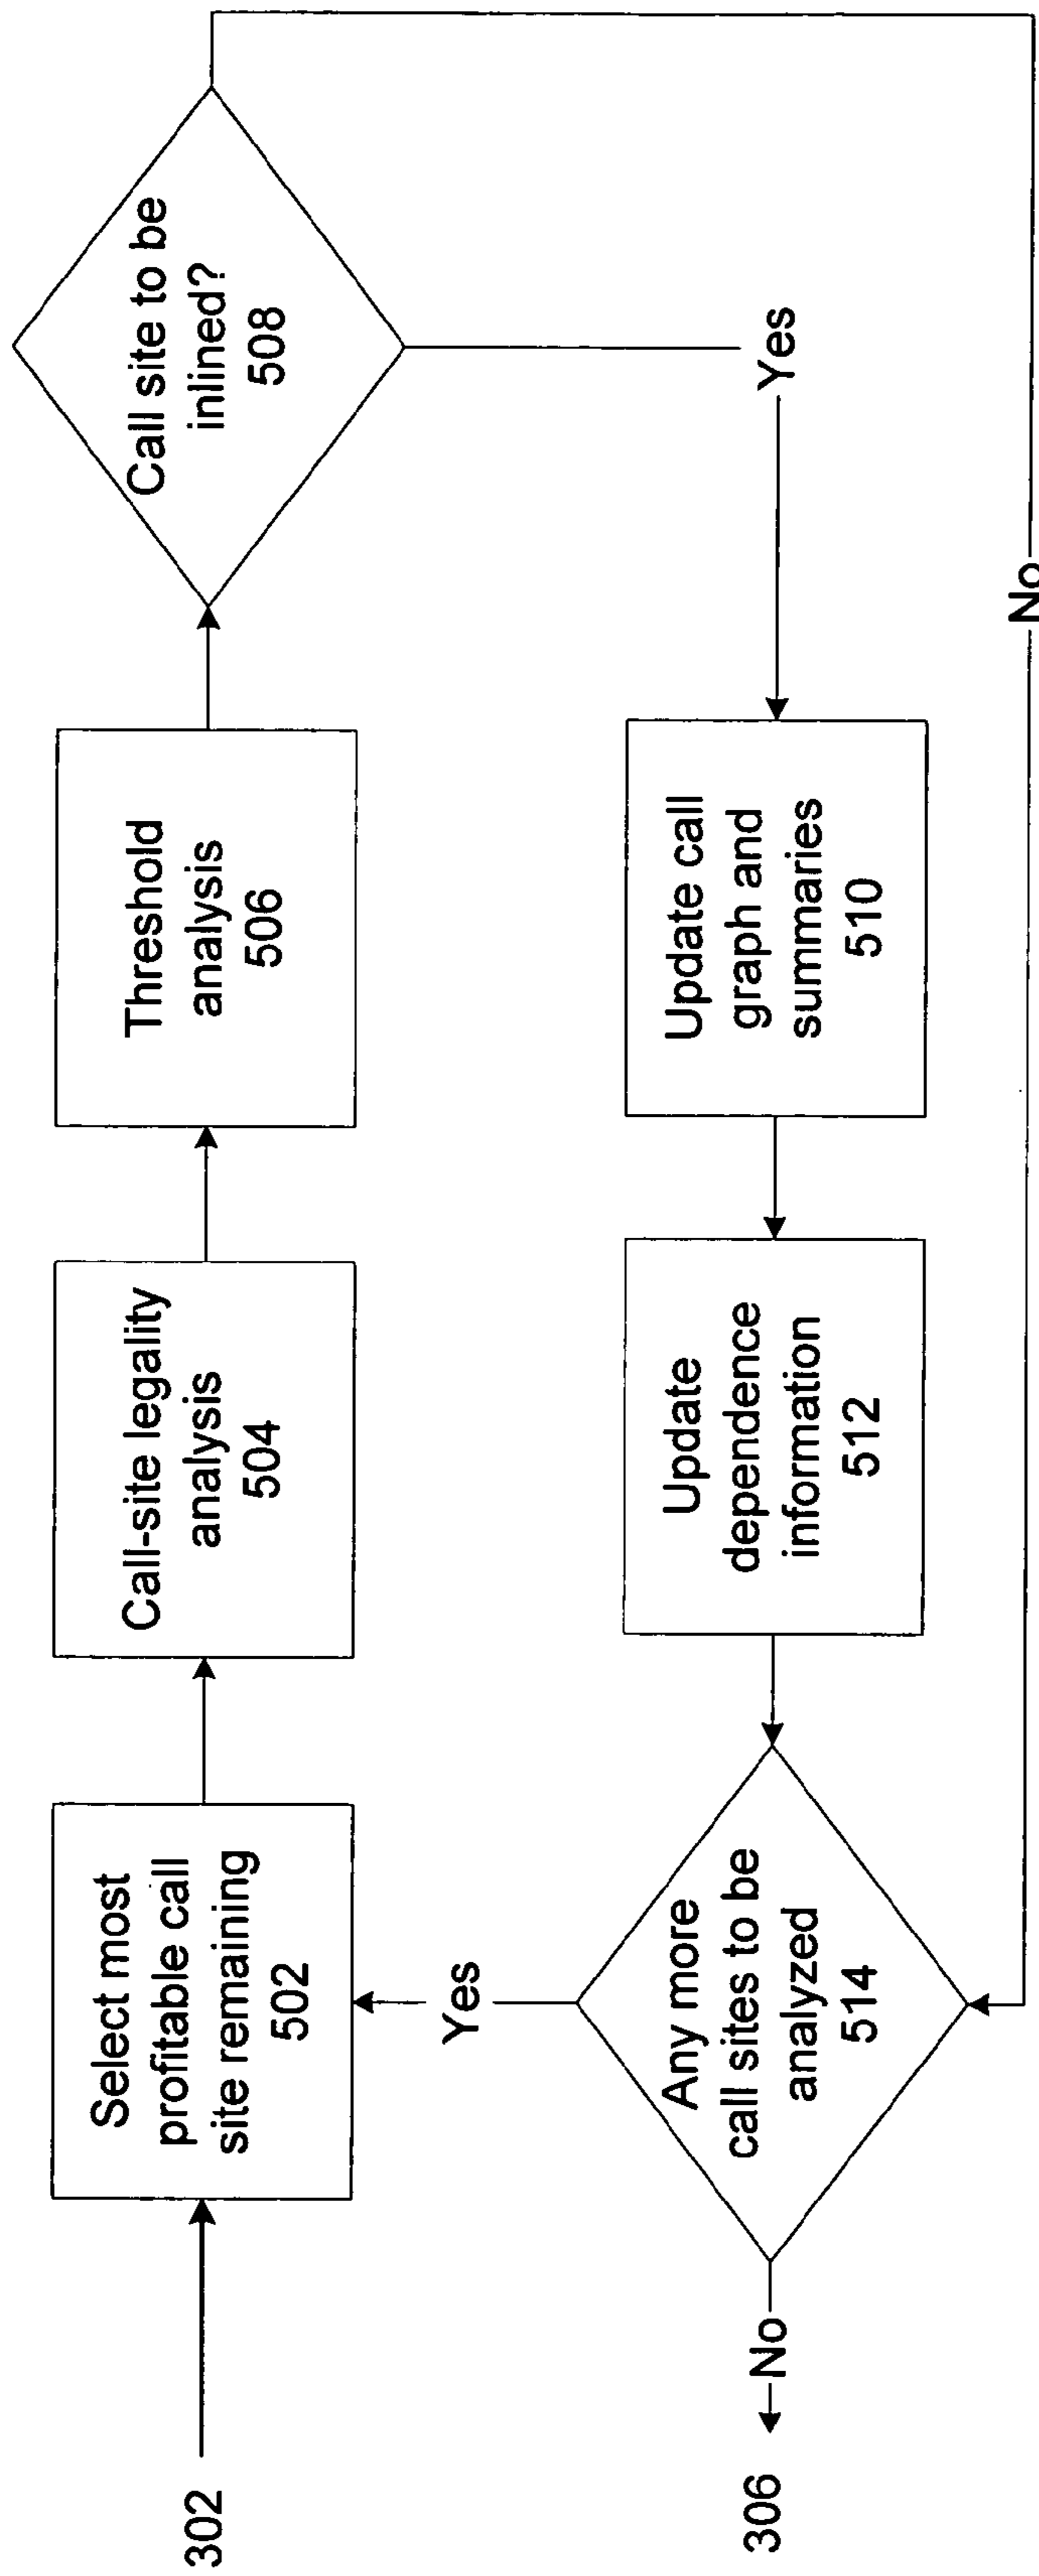 302
Select most
profitable call
site remaining
502
Call-site legality
analysis
504
Threshold
analysis
506
Call site to be
inlined?
508
Yes
No
Update call
graph and
summaries
510
Update
dependence
information
512
Any more
call sites to be
analyzed
514
Yes
No
306